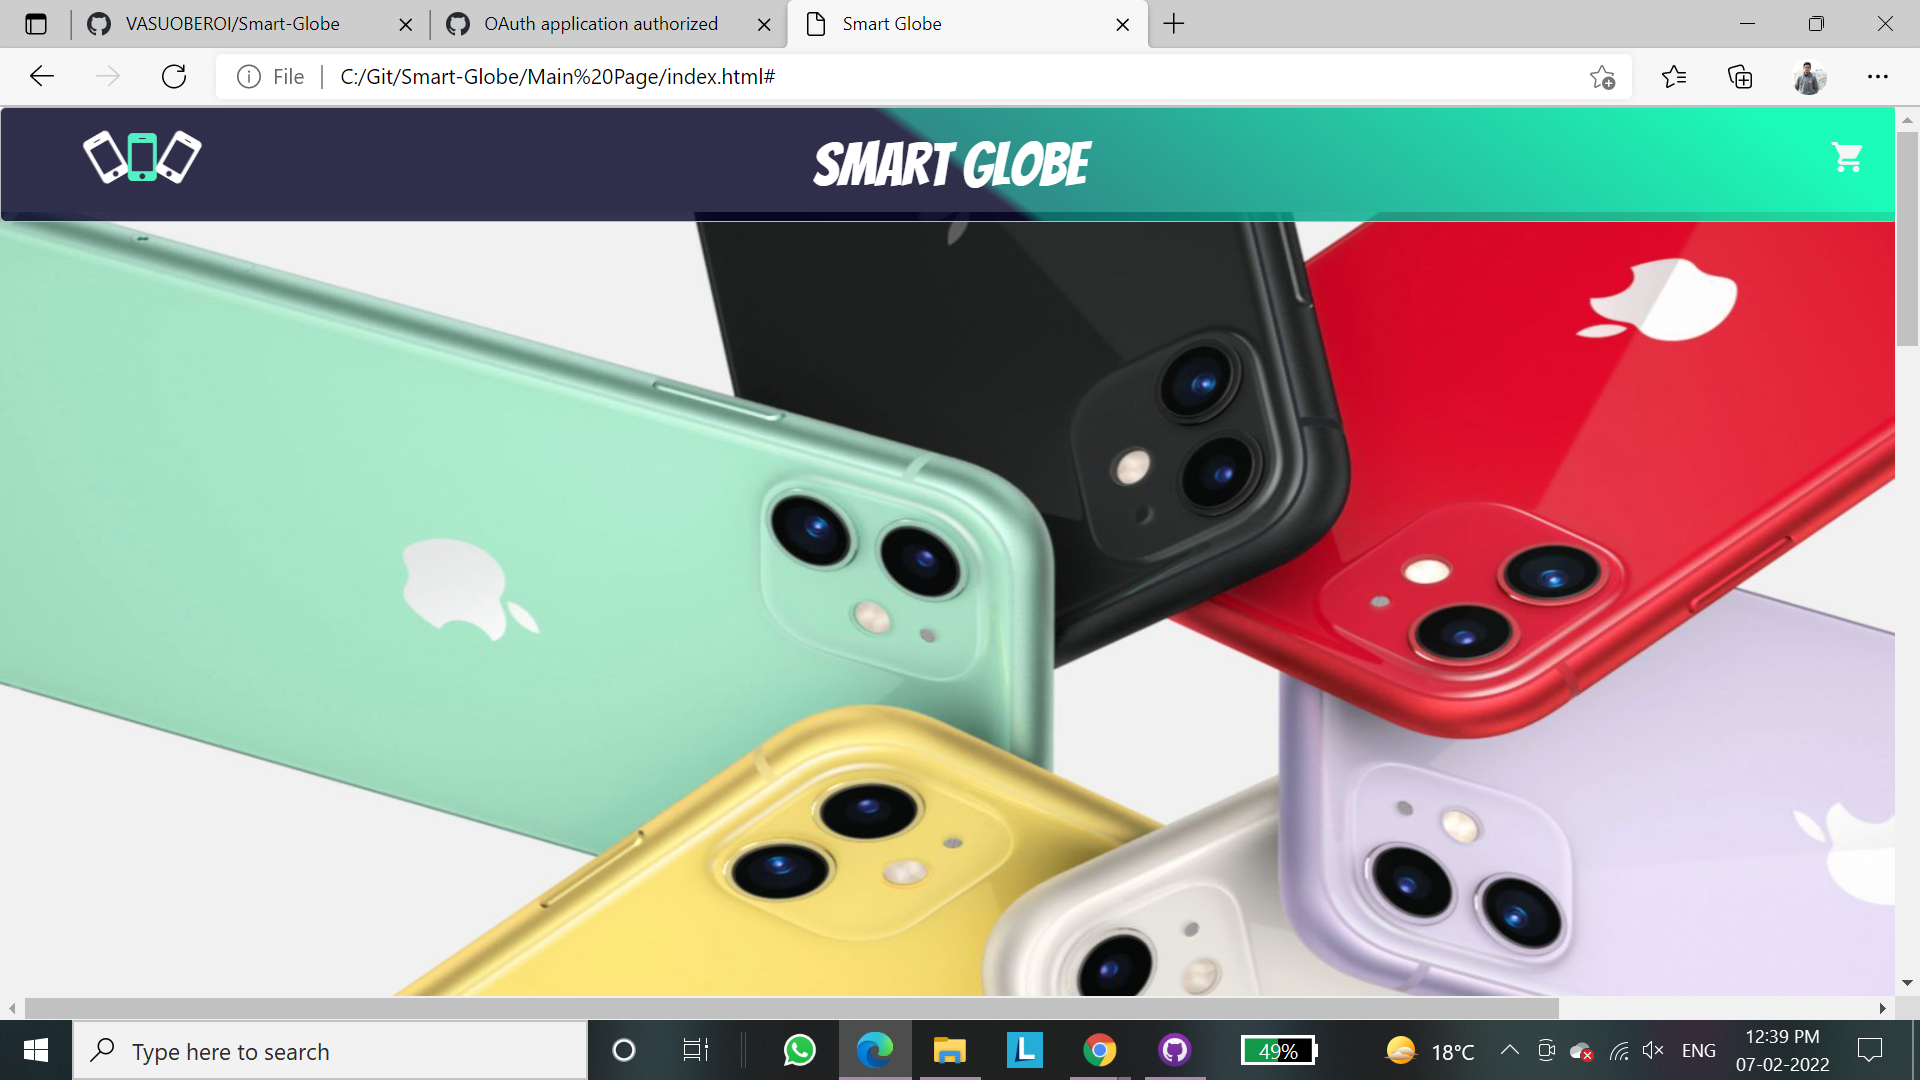 VASUOBEROI/Smart-Globe
OAuth application authorized
Smart Globe
File
C:/Git/Smart-Globe/Main%20Page/index.html#
SMART GLOBE
Type here to search
L
49%
18°C
ENG
12:39 PM
07-02-2022